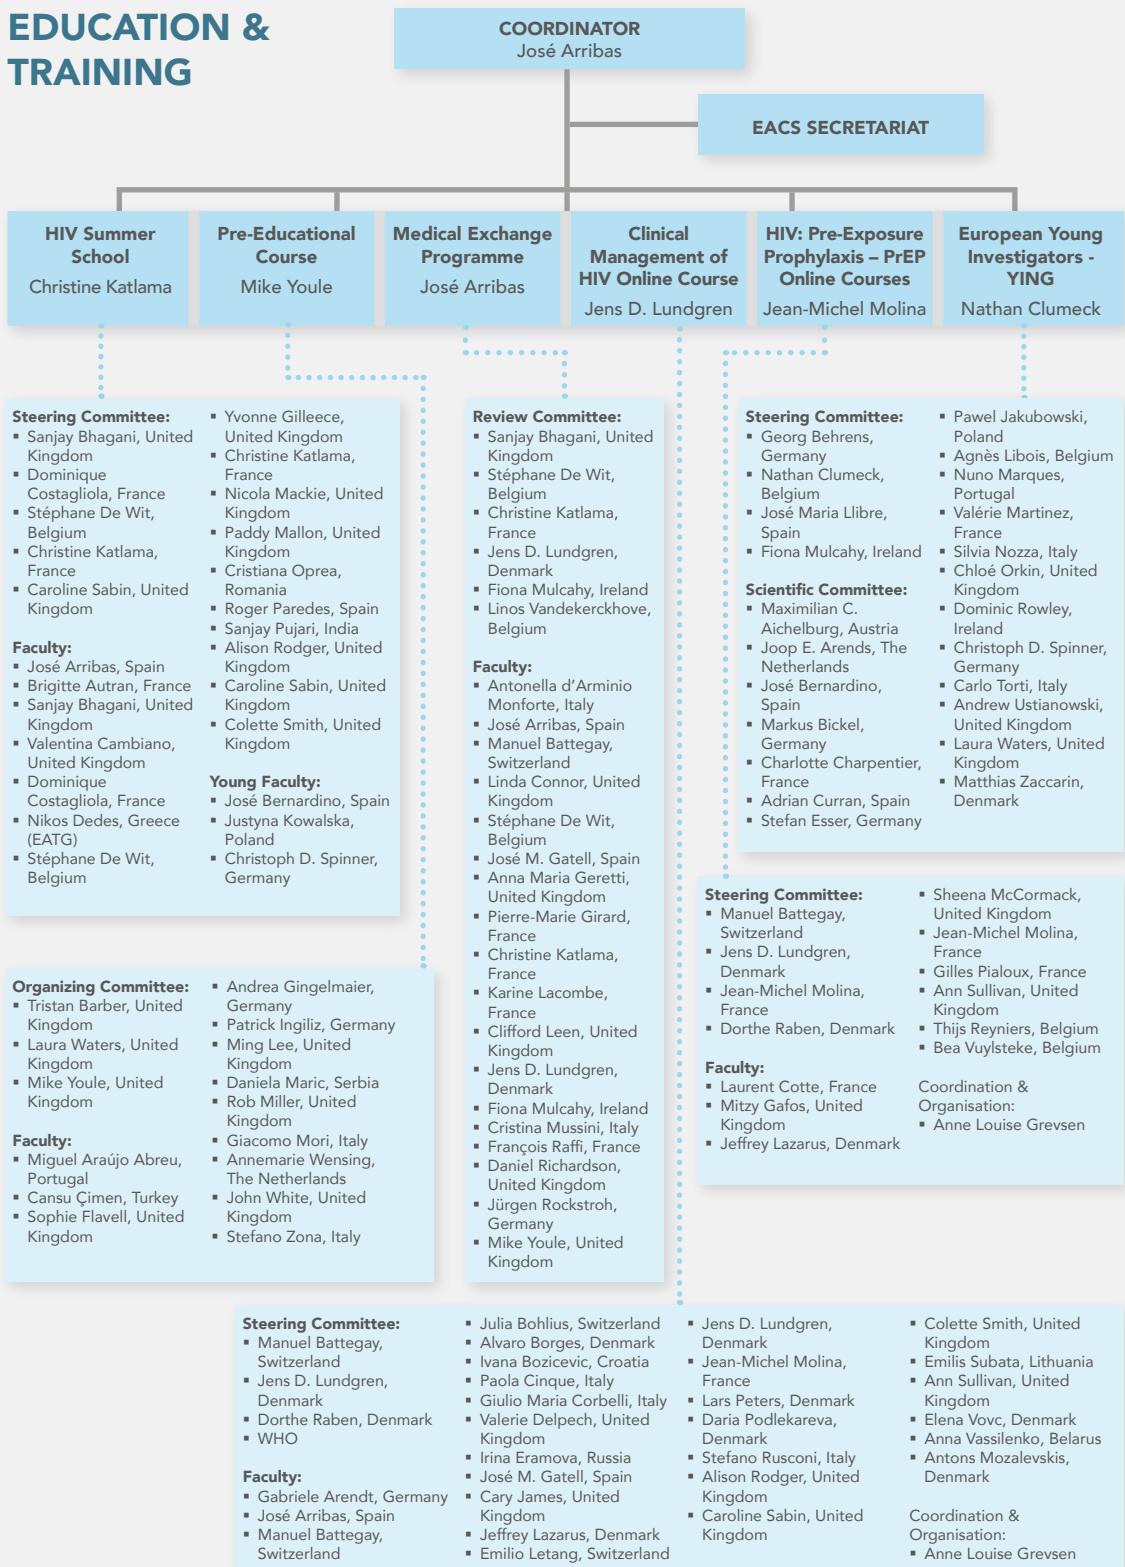 EDUCATION &
TRAINING
COORDINATOR
José Arribas
EACS SECRETARIAT
HIV Summer
School
Christine Katlama
Pre-Educational
Course
Mike Youle
Medical Exchange
Programme
José Arribas
Clinical
Management of
HIV Online Course
Jens D. Lundgren
HIV: Pre-Exposure
Prophylaxis – PrEP
Online Courses
Jean-Michel Molina
European Young
Investigators -
YING
Nathan Clumeck
Steering Committee:
▪ Sanjay Bhagani, United
Kingdom
▪ Dominique
Costagliola, France
▪ Stéphane De Wit,
Belgium
▪ Christine Katlama,
France
▪ Caroline Sabin, United
Kingdom
Faculty:
▪ José Arribas, Spain
▪ Brigitte Autran, France
▪ Sanjay Bhagani, United
Kingdom
▪ Valentina Cambiano,
United Kingdom
▪ Dominique
Costagliola, France
▪ Nikos Dedes, Greece
(EATG)
▪ Stéphane De Wit,
Belgium
▪ Yvonne Gilleece,
United Kingdom
▪ Christine Katlama,
France
▪ Nicola Mackie, United
Kingdom
▪ Paddy Mallon, United
Kingdom
▪ Cristiana Oprea,
Romania
▪ Roger Paredes, Spain
▪ Sanjay Pujari, India
▪ Alison Rodger, United
Kingdom
▪ Caroline Sabin, United
Kingdom
▪ Colette Smith, United
Kingdom
Young Faculty:
▪ José Bernardino, Spain
▪ Justyna Kowalska,
Poland
▪ Christoph D. Spinner,
Germany
Review Committee:
▪ Sanjay Bhagani, United
Kingdom
▪ Stéphane De Wit,
Belgium
▪ Christine Katlama,
France
▪ Jens D. Lundgren,
Denmark
▪ Fiona Mulcahy, Ireland
▪ Linos Vandekerckhove,
Belgium
Faculty:
▪ Antonella d'Arminio
Monforte, Italy
▪ José Arribas, Spain
▪ Manuel Battegay,
Switzerland
▪ Linda Connor, United
Kingdom
▪ Stéphane De Wit,
Belgium
▪ José M. Gatell, Spain
▪ Anna Maria Geretti,
United Kingdom
▪ Pierre-Marie Girard,
France
▪ Christine Katlama,
France
▪ Karine Lacombe,
France
▪ Clifford Leen, United
Kingdom
▪ Jens D. Lundgren,
Denmark
▪ Fiona Mulcahy, Ireland
▪ Cristina Mussini, Italy
▪ François Raffi, France
▪ Daniel Richardson,
United Kingdom
▪ Jürgen Rockstroh,
Germany
▪ Mike Youle, United
Kingdom
Steering Committee:
▪ Georg Behrens,
Germany
▪ Nathan Clumeck,
Belgium
▪ José Maria Llibre,
Spain
▪ Fiona Mulcahy, Ireland
Scientific Committee:
▪ Maximilian C.
Aichelburg, Austria
▪ Joop E. Arends, The
Netherlands
▪ José Bernardino,
Spain
▪ Markus Bickel,
Germany
▪ Charlotte Charpentier,
France
▪ Adrian Curran, Spain
▪ Stefan Esser, Germany
▪ Pawel Jakubowski,
Poland
▪ Agnès Libois, Belgium
▪ Nuno Marques,
Portugal
▪ Valérie Martinez,
France
▪ Silvia Nozza, Italy
▪ Chloé Orkin, United
Kingdom
▪ Dominic Rowley,
Ireland
▪ Christoph D. Spinner,
Germany
▪ Carlo Torti, Italy
▪ Andrew Ustianowski,
United Kingdom
▪ Laura Waters, United
Kingdom
▪ Matthias Zaccarin,
Denmark
Steering Committee:
▪ Manuel Battegay,
Switzerland
▪ Jens D. Lundgren,
Denmark
▪ Jean-Michel Molina,
France
▪ Dorthe Raben, Denmark
Faculty:
▪ Laurent Cotte, France
▪ Mitzy Gafos, United
Kingdom
▪ Jeffrey Lazarus, Denmark
▪ Sheena McCormack,
United Kingdom
▪ Jean-Michel Molina,
France
▪ Gilles Pialoux, France
▪ Ann Sullivan, United
Kingdom
▪ Thijs Reyniers, Belgium
▪ Bea Vuylsteke, Belgium
Coordination &
Organisation:
▪ Anne Louise Grevsen
Organizing Committee:
▪ Tristan Barber, United
Kingdom
▪ Laura Waters, United
Kingdom
▪ Mike Youle, United
Kingdom
Faculty:
▪ Miguel Araújo Abreu,
Portugal
▪ Cansu Çimen, Turkey
▪ Sophie Flavell, United
Kingdom
▪ Andrea Gingelmaier,
Germany
▪ Patrick Ingiliz, Germany
▪ Ming Lee, United
Kingdom
▪ Daniela Maric, Serbia
▪ Rob Miller, United
Kingdom
▪ Giacomo Mori, Italy
▪ Annemarie Wensing,
The Netherlands
▪ John White, United
Kingdom
▪ Stefano Zona, Italy
Steering Committee:
▪ Manuel Battegay,
Switzerland
▪ Jens D. Lundgren,
Denmark
▪ Dorthe Raben, Denmark
▪ WHO
Faculty:
▪ Gabriele Arendt, Germany
▪ José Arribas, Spain
▪ Manuel Battegay,
Switzerland
▪ Julia Bohlius, Switzerland
▪ Alvaro Borges, Denmark
▪ Ivana Bozicevic, Croatia
▪ Paola Cinque, Italy
▪ Giulio Maria Corbelli, Italy
▪ Valerie Delpech, United
Kingdom
▪ Irina Eramova, Russia
▪ José M. Gatell, Spain
▪ Cary James, United
Kingdom
▪ Jeffrey Lazarus, Denmark
▪ Emilio Letang, Switzerland
▪ Jens D. Lundgren,
Denmark
▪ Jean-Michel Molina,
France
▪ Lars Peters, Denmark
▪ Daria Podlekareva,
Denmark
▪ Stefano Rusconi, Italy
▪ Alison Rodger, United
Kingdom
▪ Caroline Sabin, United
Kingdom
▪ Colette Smith, United
Kingdom
▪ Emilis Subata, Lithuania
▪ Ann Sullivan, United
Kingdom
▪ Elena Vovc, Denmark
▪ Anna Vassilenko, Belarus
▪ Antons Mozalevskis,
Denmark
Coordination &
Organisation:
▪ Anne Louise Grevsen